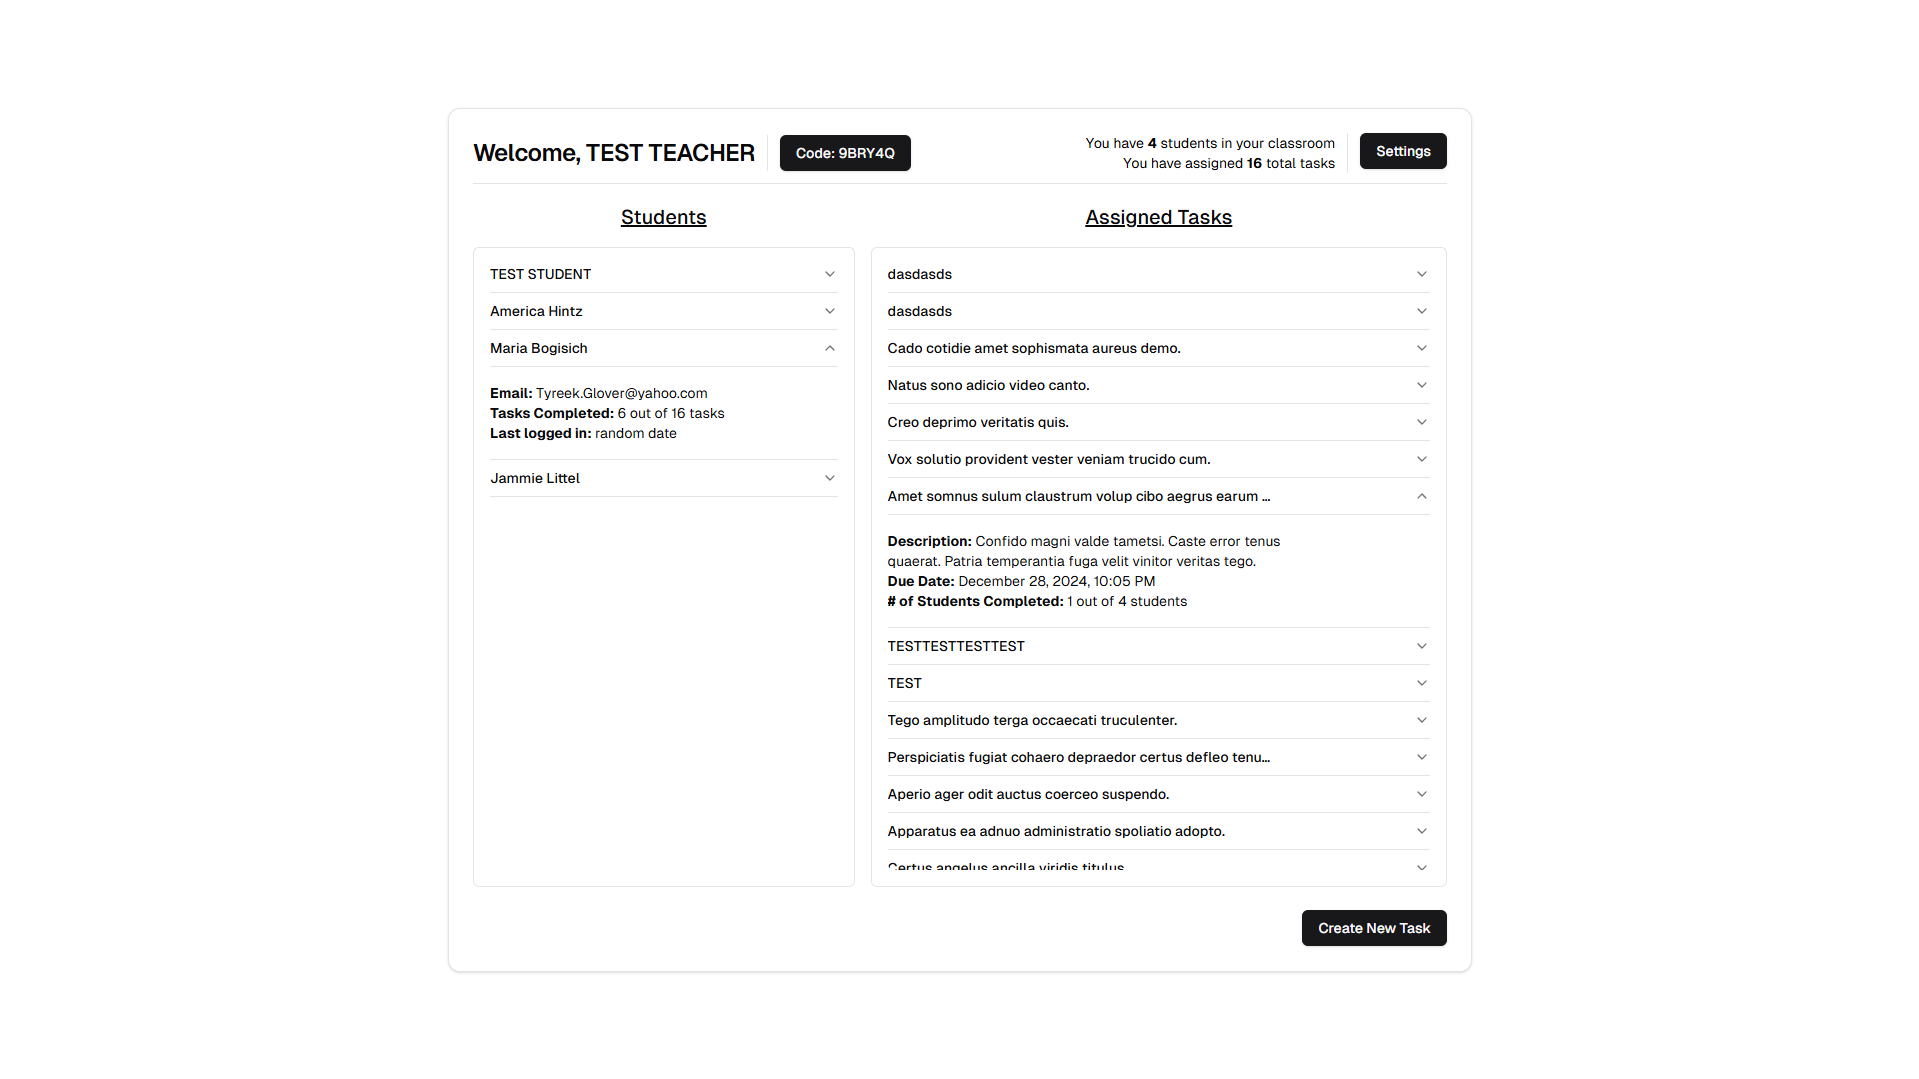 Welcome, TEST TEACHER
Code: 9BRY4Q
You have 4 students in your classroom
You have assigned 16 total tasks
Settings
Students
TEST STUDENT
America Hintz
Maria Bogisich
Email: Tyreek.Glover@yahoo.com
Tasks Completed: 6 out of 16 tasks
Last logged in: random date
Jammie Littel
Assigned Tasks
dasdasds
dasdasds
Cado cotidie amet sophismata aureus demo.
Natus sono adicio video canto.
Creo deprimo veritatis quis.
Vox solutio provident vester veniam trucido cum.
Amet somnus sulum claustrum volup cibo aegrus earum ...
Description: Confido magni valde tametsi. Caste error tenus
quaerat. Patria temperantia fuga velit vinitor veritas tego.
Due Date: December 28, 2024, 10:05 PM
# of Students Completed: 1 out of 4 students
TESTTESTTESTTEST
TEST
Tego amplitudo terga occaecati truculenter.
Perspiciatis fugiat cohaero depraedor certus defleo tenu...
Aperio ager odit auctus coerceo suspendo.
Apparatus ea adnuo administratio spoliatio adopto.
Certus angelus ancilla viridis titulus.
Create New Task